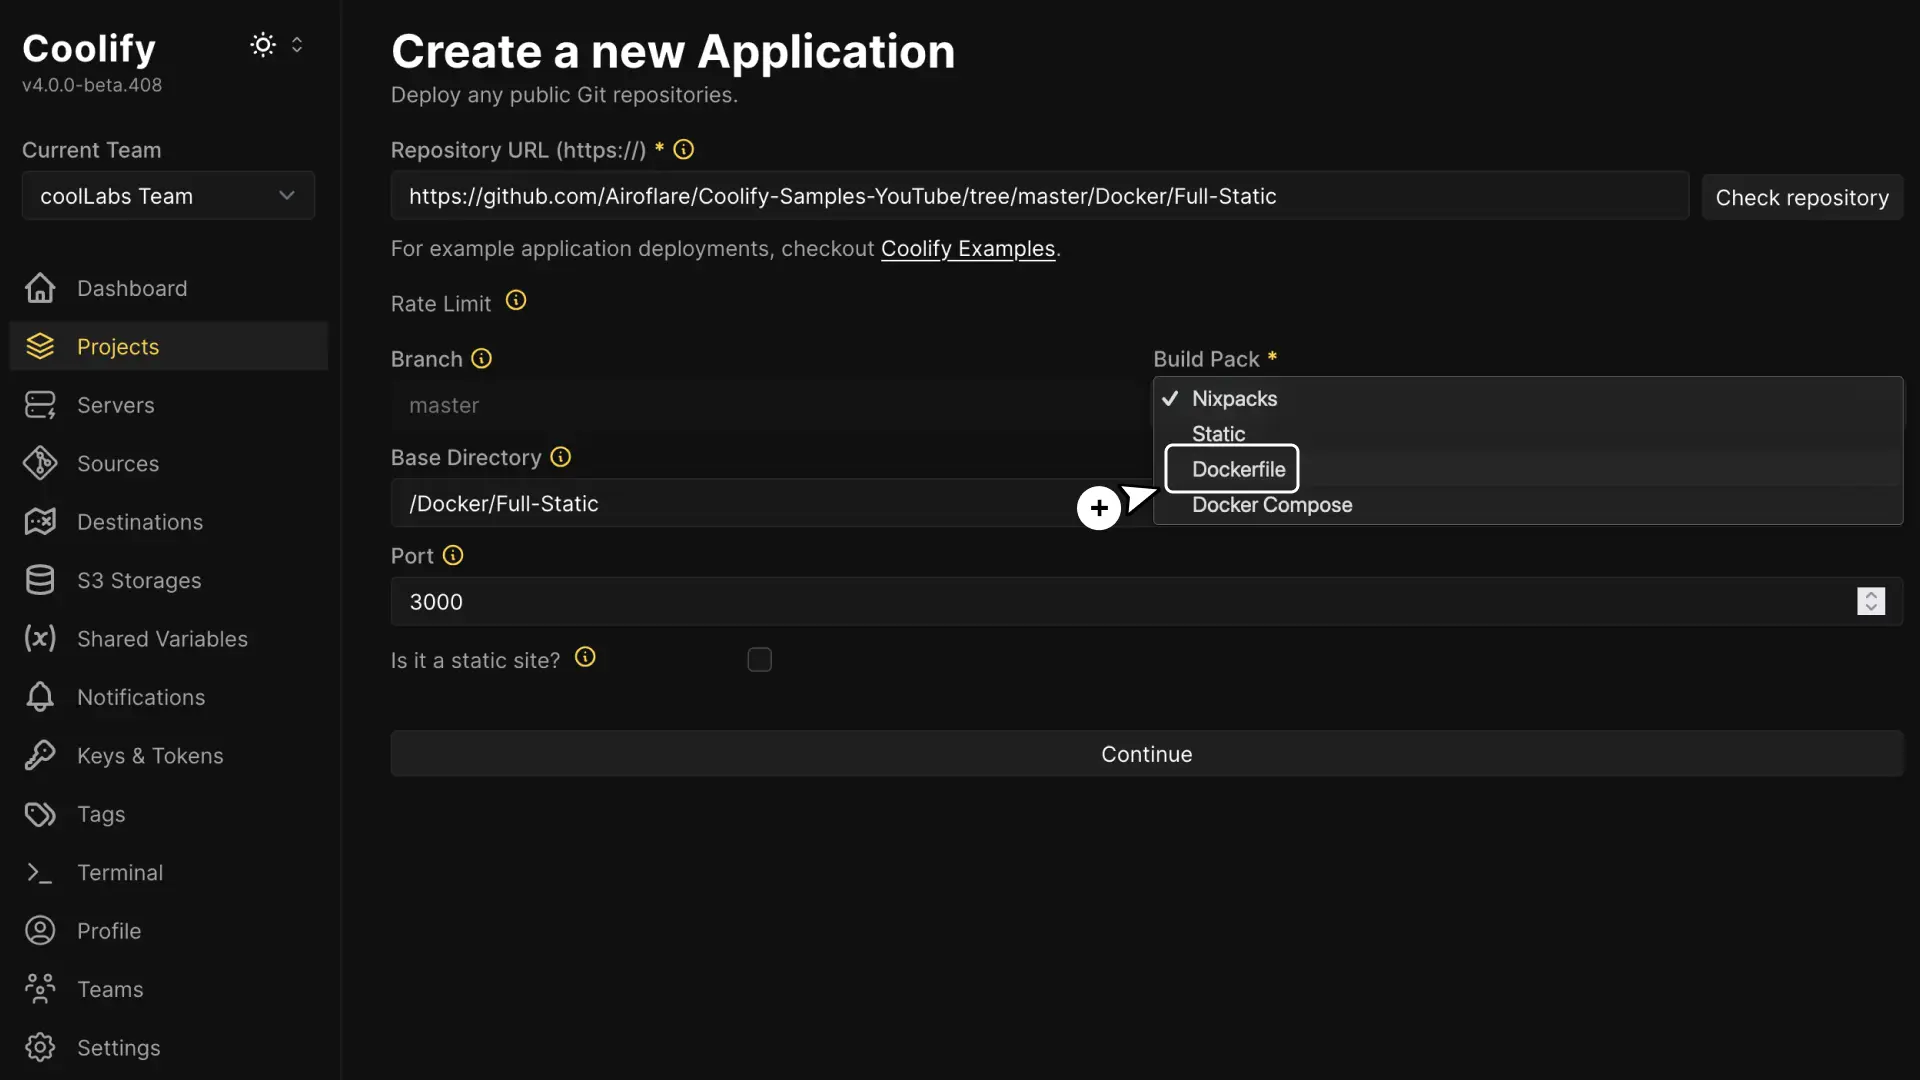 Coolify
v4.0.0-beta.408
Current Team
coolLabs Team
Dashboard
Projects
Servers
Sources
Destinations
S3 Storages
Shared Variables
Notifications
Keys & Tokens
Tags
Terminal
Profile
Teams
Settings
Create a new Application
Deploy any public Git repositories.
Repository URL (https://) *
https://github.com/Airoflare/Coolify-Samples-YouTube/tree/master/Docker/Full-Static
Check repository
For example application deployments, checkout Coolify Examples.
Rate Limit
Branch
master
Build Pack *
Nixpacks
Static
Dockerfile
Docker Compose
Base Directory
/Docker/Full-Static
Port
3000
Is it a static site?
Continue